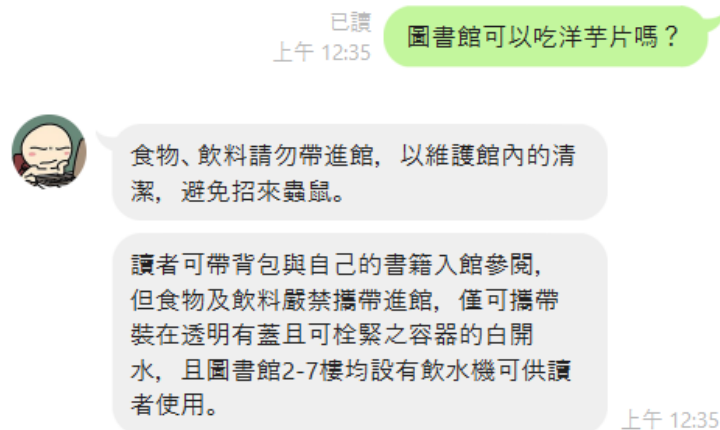 已讀
上午 12:35
圖書館可以吃洋芋片嗎？
食物、飲料請勿帶進館，以維護館內的清
潔，避免招來蟲鼠。
讀者可帶背包與自己的書籍入館參閱，
但食物及飲料嚴禁攜帶進館，僅可攜帶
裝在透明有蓋且可栓緊之容器的白開
水，且圖書館2-7樓均設有飲水機可供讀
者使用。
上午 12:35